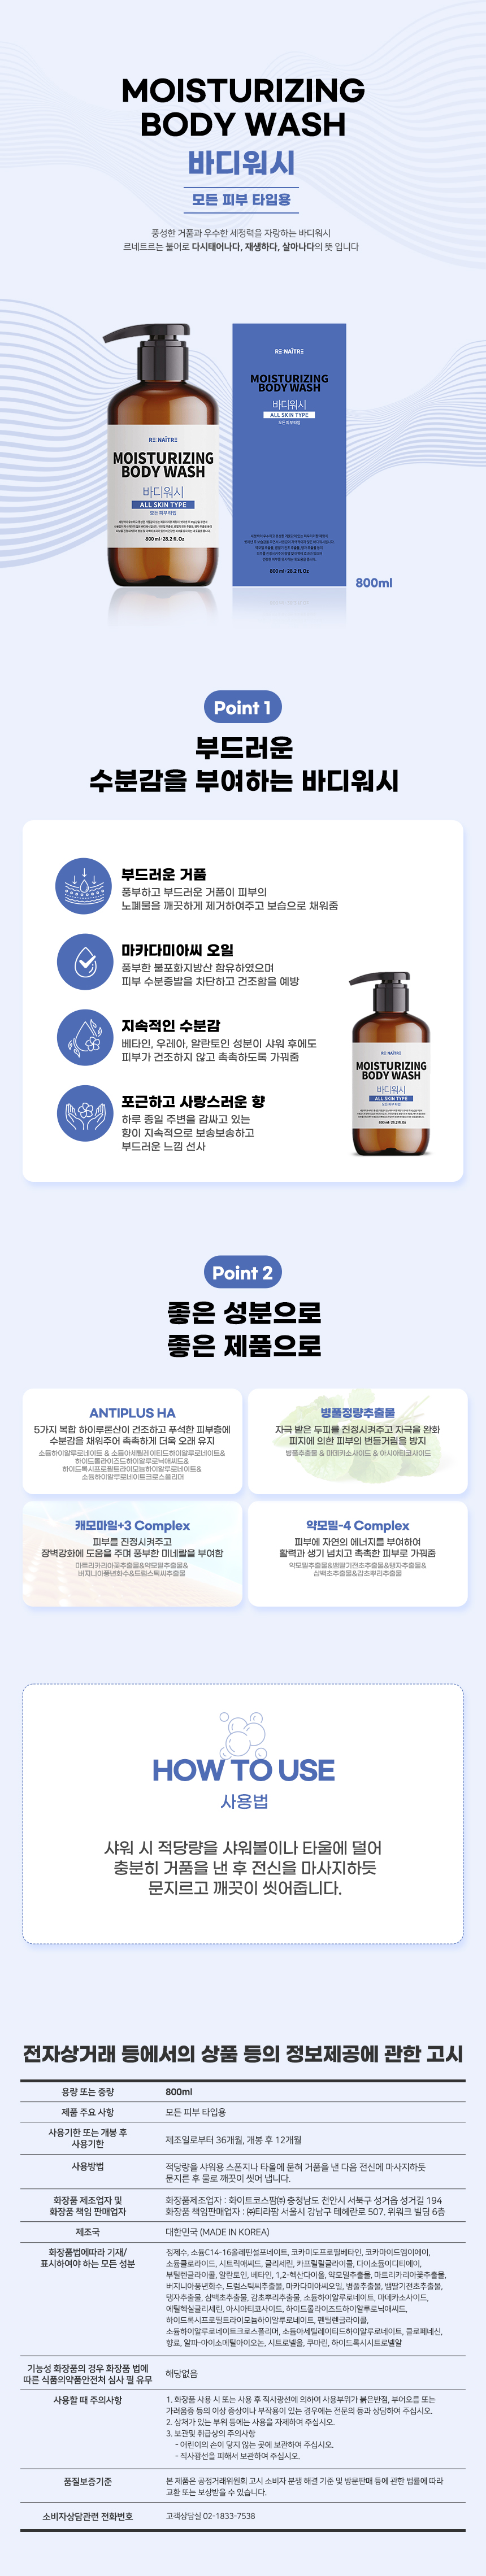 MOISTURIZING
BODY WASH
바디워시
모든 피부 타입용
풍성한 거품과 우수한 세정력을 자랑하는 바디워시
르네트르는 불어로 다시태어나다, 재생하다, 살아나다의 뜻 입니다
RE:NAÎTRE
MOISTURIZING
BODY WASH
바디워시
ALL SKIN TYPE
모든 피부 타입
800 ml · 28.2 fl. Oz
RE:NAÎTRE
MOISTURIZING
BODY WASH
바디워시
ALL SKIN TYPE
모든 피부 타입
800 ml · 28.2 fl. Oz
800ml
Point 1
부드러운
수분감을 부여하는 바디워시
부드러운 거품
풍부하고 부드러운 거품이 피부의
노폐물을 깨끗하게 제거하여주고 보습으로 채워줌
마카다미아씨 오일
풍부한 불포화지방산 함유하였으며
피부 수분증발을 차단하고 건조함을 예방
지속적인 수분감
베타인, 우레아, 알란토인 성분이 샤워 후에도
피부가 건조하지 않고 촉촉하도록 가꿔줌
포근하고 사랑스러운 향
하루 종일 주변을 감싸고 있는
향이 지속적으로 보송보송하고
부드러운 느낌 선사
RE:NAÎTRE
MOISTURIZING
BODY WASH
바디워시
ALL SKIN TYPE
모든 피부 타입
800 ml · 28.2 fl. Oz
Point 2
좋은 성분으로
좋은 제품으로
ANTIPLUS HA
5가지 복합 하이루론산이 건조하고 푸석한 피부층에
수분감을 채워주어 촉촉하게 더욱 오래 유지
소듐하이알루로네이트 & 소듐아세틸레이티드하이알루로네이트&
하이드롤라이즈드하이알루로닉애씨드&
하이드록시프로필트라이모늄하이알루로네이트&
소듐하이알루로네이트크로스폴리머
병풀정량추출물
자극 받은 두피를 진정시켜주고 자극을 완화
피지에 의한 피부의 번들거림을 방지
병풀추출물 & 마데카소사이드 & 아시아티코사이드
캐모마일+3 Complex
피부를 진정시켜주고
장벽강화에 도움을 주며 풍부한 미네랄을 부여함
마트리카리아꽃추출물&약모밀추출물&
버지니아풍년화수&드럼스틱씨추출물
약모밀-4 Complex
피부에 자연의 에너지를 부여하여
활력과 생기 넘치고 촉촉한 피부로 가꿔줌
약모밀추출물&뱀딸기전초추출물&탱자추출물&
삼백초추출물&감초뿌리추출물
HOW TO USE
사용법
샤워 시 적당량을 샤워볼이나 타올에 덜어
충분히 거품을 낸 후 전신을 마사지하듯
문지르고 깨끗이 씻어줍니다.
전자상거래 등에서의 상품 등의 정보제공에 관한 고시
용량 또는 중량 800ml
제품 주요 사항 모든 피부 타입용
사용기한 또는 개봉 후
사용기한
제조일로부터 36개월, 개봉 후 12개월
사용방법
적당량을 샤워용 스폰지나 타올에 묻혀 거품을 낸 다음 전신에 마사지하듯
문지른 후 물로 깨끗이 씻어 냅니다.
화장품 제조업자 및
화장품 책임 판매업자
화장품제조업자 : 화이트코스팜㈜ 충청남도 천안시 서북구 성거읍 성거길 194
화장품 책임판매업자 : ㈜티라팜 서울시 강남구 테헤란로 507. 위워크 빌딩 6층
제조국 대한민국 (MADE IN KOREA)
화장품법에따라 기재/
표시하여야 하는 모든 성분
정제수, 소듐C14-16올레핀설포네이트, 코카미도프로필베타인, 코카마이드엠이에이,
소듐클로라이드, 시트릭애씨드, 글리세린, 카프릴릴글라이콜, 다이소듐이디티에이,
부틸렌글라이콜, 알란토인, 베타인, 1,2-헥산다이올, 약모밀추출물, 마트리카리아꽃추출물,
버지니아풍년화수, 드럼스틱씨추출물, 마카다미아씨오일, 병풀추출물, 뱀딸기전초추출물,
탱자추출물, 삼백초추출물, 감초뿌리추출물, 소듐하이알루로네이트, 마데카소사이드,
에틸헥실글리세린, 아시아티코사이드, 하이드롤라이즈드하이알루로닉애씨드,
하이드록시프로필트라이모늄하이알루로네이트, 펜틸렌글라이콜,
소듐하이알루로네이트크로스폴리머, 소듐아세틸레이티드하이알루로네이트, 클로페네신,
향료, 알파-아이소메틸아이오논, 시트로넬올, 쿠마린, 하이드록시시트로넬알
기능성 화장품의 경우 화장품 법에
따른 식품의약품안전처 심사 필 유무
해당없음
사용할 때 주의사항
1. 화장품 사용 시 또는 사용 후 직사광선에 의하여 사용부위가 붉은반점, 부어오름 또는
가려움증 등의 이상 증상이나 부작용이 있는 경우에는 전문의 등과 상담하여 주십시오.
2. 상처가 있는 부위 등에는 사용을 자제하여 주십시오.
3. 보관및 취급상의 주의사항
- 어린이의 손이 닿지 않는 곳에 보관하여 주십시오.
- 직사광선을 피해서 보관하여 주십시오.
품질보증기준
본 제품은 공정거래위원회 고시 소비자 분쟁 해결 기준 및 방문판매 등에 관한 법률에 따라
교환 또는 보상받을 수 있습니다.
소비자상담관련 전화번호 고객상담실 02-1833-7538